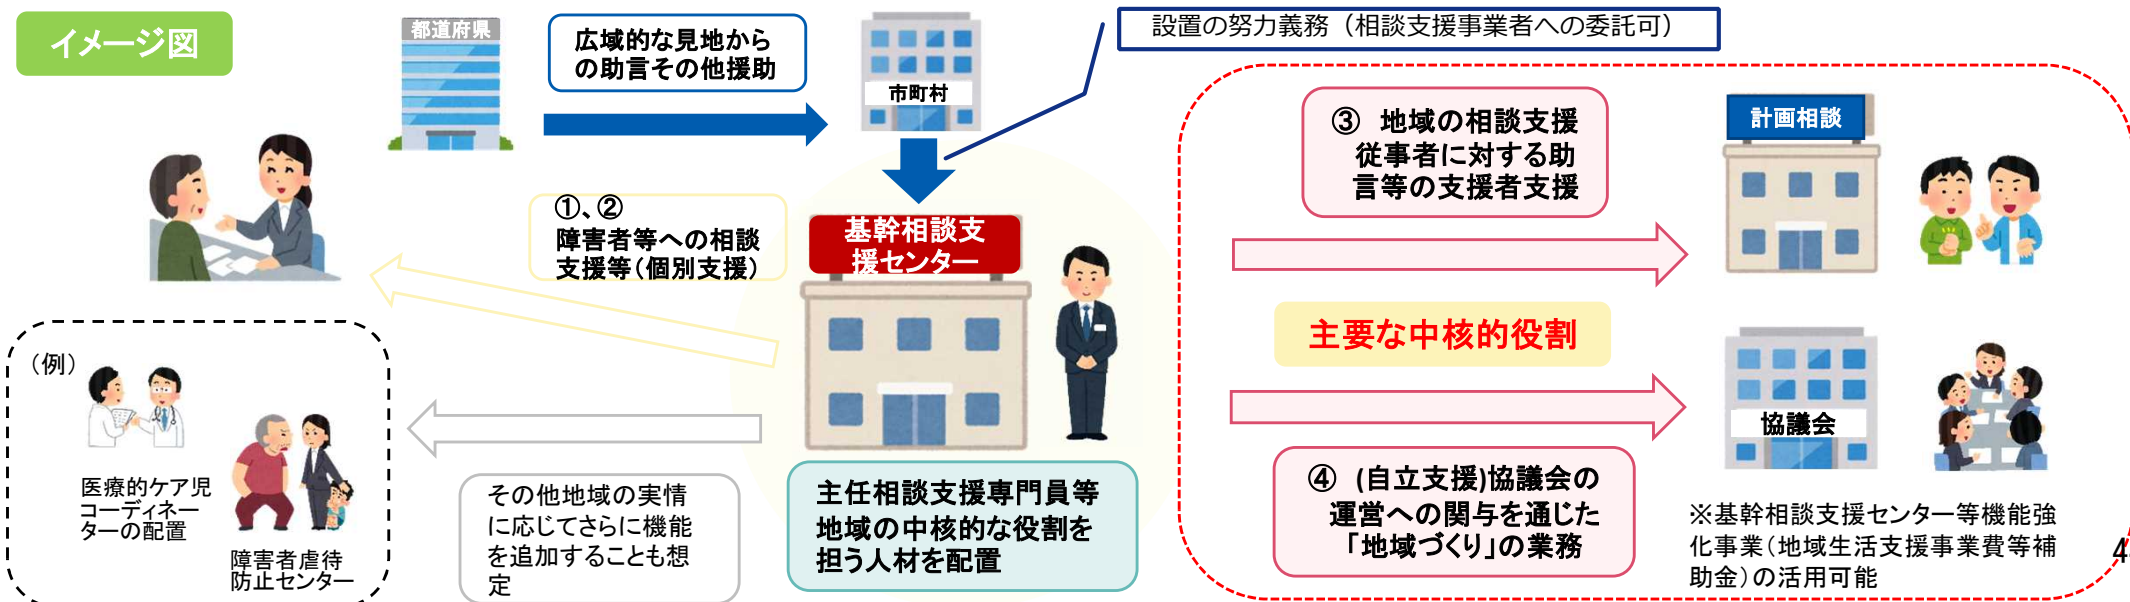 イメージ図
都道府県
広域的な見地から
の助言その他援助
市町村
設置の努力義務（相談支援事業者への委託可）
①、②
障害者等への相談
支援等（個別支援）
基幹相談支
援センター
③ 地域の相談支援
従事者に対する助
言等の支援者支援
計画相談
主要な中核的役割
（例）
医療的ケア児
コーディネー
ターの配置
障害者虐待
防止センター
その他地域の実情
に応じてさらに機能
を追加することも想
定
主任相談支援専門員等
地域の中核的な役割を
担う人材を配置
④ (自立支援)協議会の
運営への関与を通じた
「地域づくり」の業務
協議会
※基幹相談支援センター等機能強
化事業（地域生活支援事業費等補
助金）の活用可能